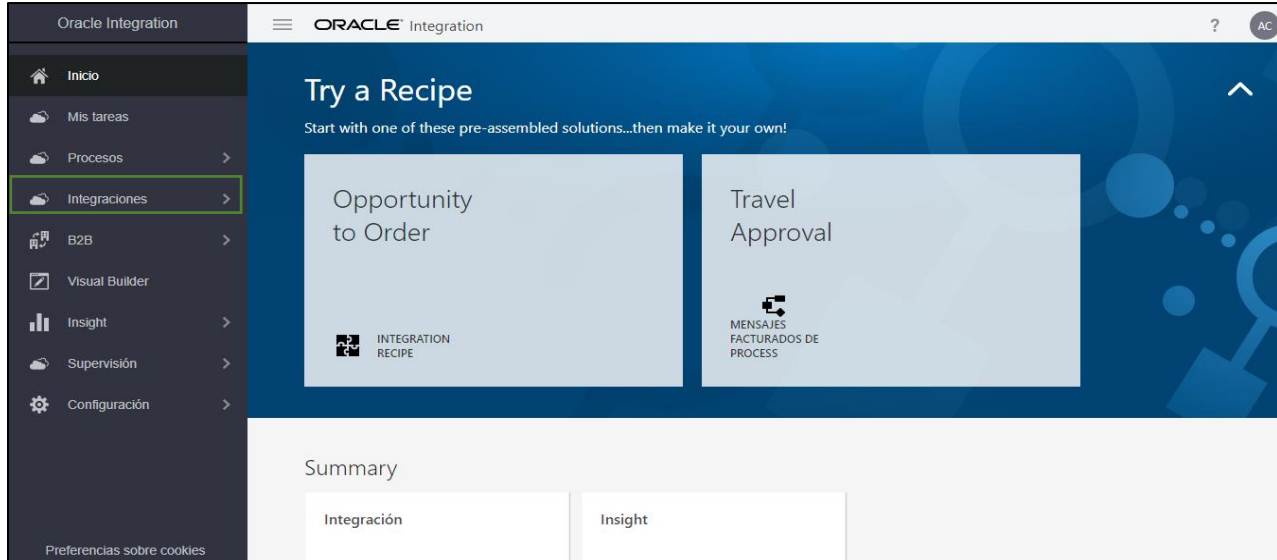 Oracle Integration
Inicio
Mis tareas
Procesos
Integraciones
B2B
Visual Builder
Insight
Supervisión
Configuración
Preferencias sobre cookies
ORACLE Integration
?
AC
Try a Recipe
Start with one of these pre-assembled solutions...then make it your own!
Opportunity
to Order
INTEGRATION
RECIPE
Travel
Approval
MENSAJES
FACTURADOS DE
PROCESS
Summary
Integración
Insight